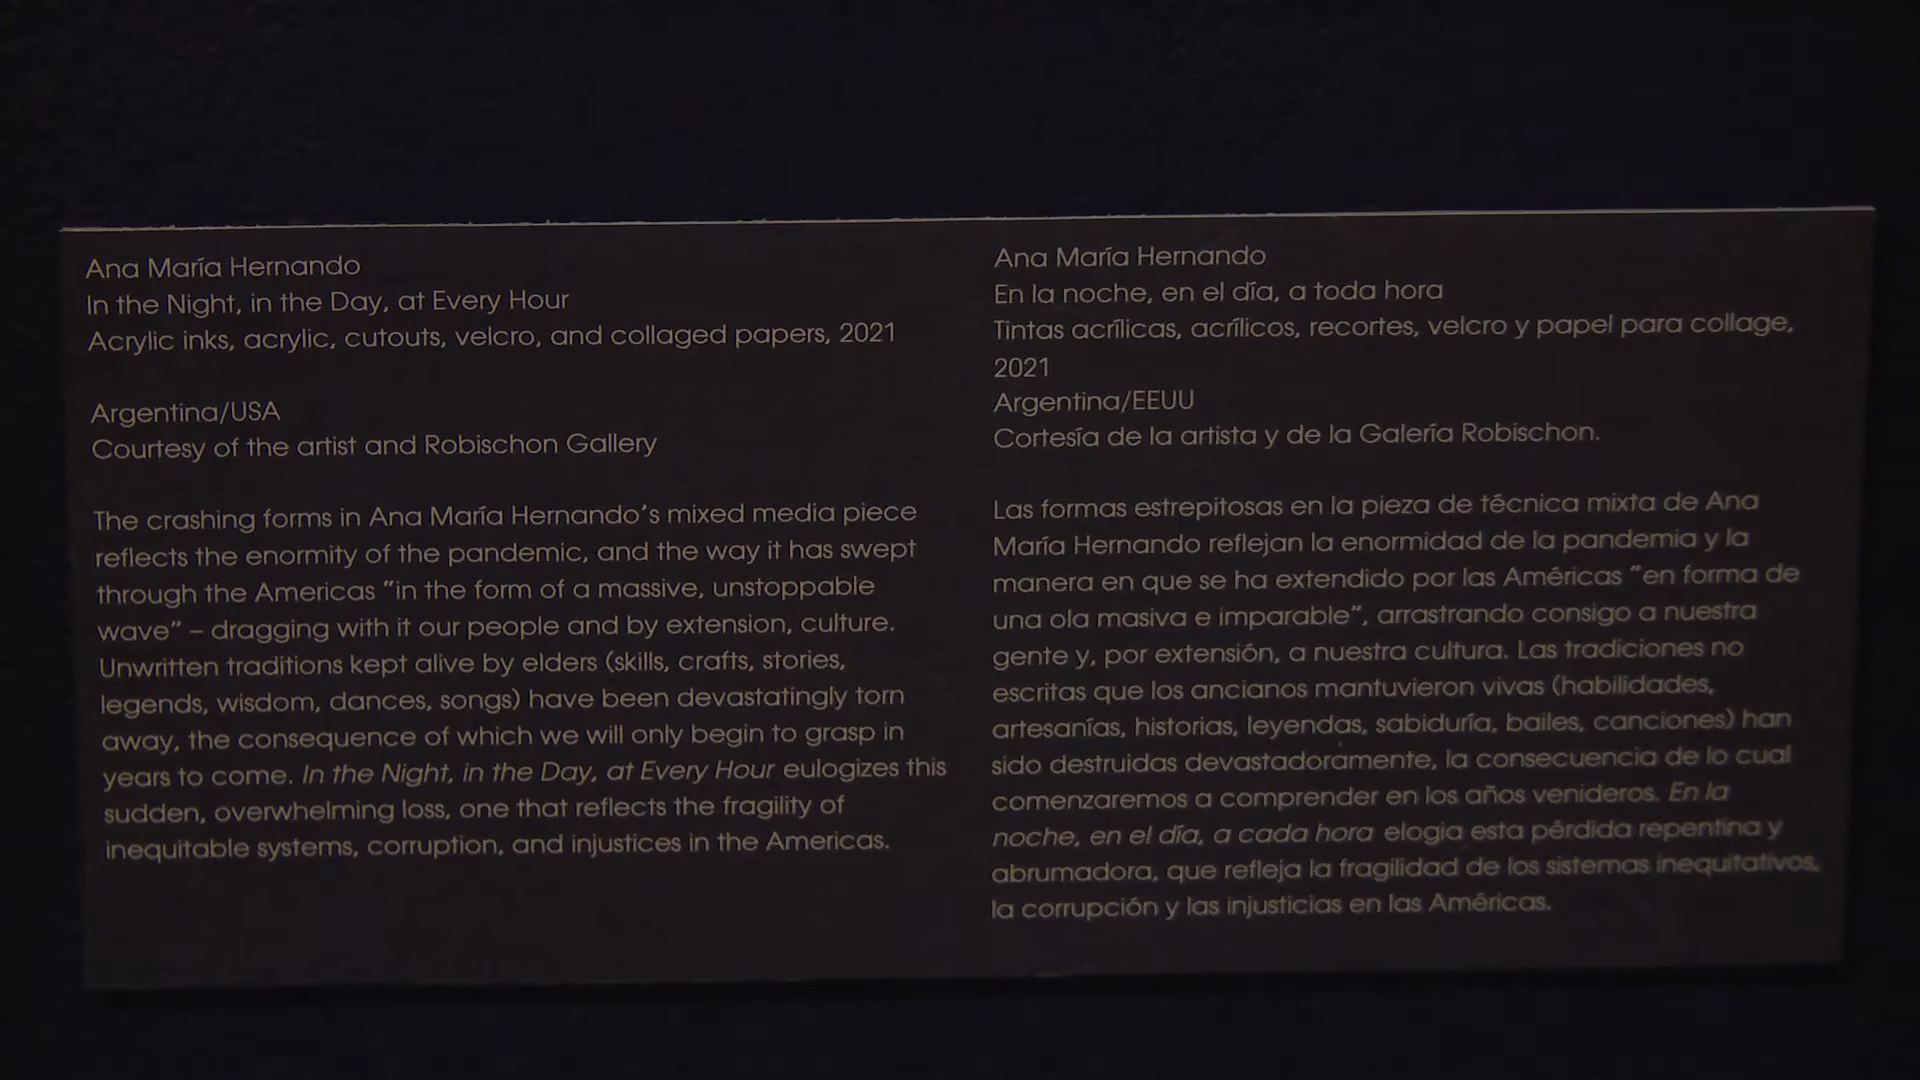 Ana María Hernando
In the Night, in the Day, at Every Hour
Acrylic inks, acrylic, cutouts, velcro, and collaged papers, 2021
Argentina/USA
Courtesy of the artist and Robischon Gallery
The crashing forms in Ana María Hernando's mixed media piece
reflects the enormity of the pandemic, and the way it has swept
through the Americas "in the form of a massive, unstoppable
wave" – dragging with it our people and by extension, culture.
Unwritten traditions kept alive by elders (skills, crafts, stories,
legends, wisdom, dances, songs) have been devastatingly torn
away, the consequence of which we will only begin to grasp in
years to come. In the Night, in the Day, at Every Hour eulogizes this
sudden, overwhelming loss, one that reflects the fragility of
inequitable systems, corruption, and injustices in the Americas.
Ana María Hernando
En la noche, en el día, a toda hora
Tintas acrílicas, acrílicos, recortes, velcro y papel para collage,
2021
Argentina/EEUU
Cortesía de la artista y de la Galería Robischon.
Las formas estrepitosas en la pieza de técnica mixta de Ana
María Hernando reflejan la enormidad de la pandemia y la
manera en que se ha extendido por las Américas "en forma de
una ola masiva e imparable", arrastrando consigo a nuestra
gente y, por extensión, a nuestra cultura. Las tradiciones no
escritas que los ancianos mantuvieron vivas (habilidades,
artesanías, historias, leyendas, sabiduría, bailes, canciones) han
sido destruidas devastadoramente, la consecuencia de lo cual
comenzaremos a comprender en los años venideros. En la
noche, en el día, a cada hora elogia esta pérdida repentina y
abrumadora, que refleja la fragilidad de los sistemas inequitativos,
la corrupción y las injusticias en las Américas.